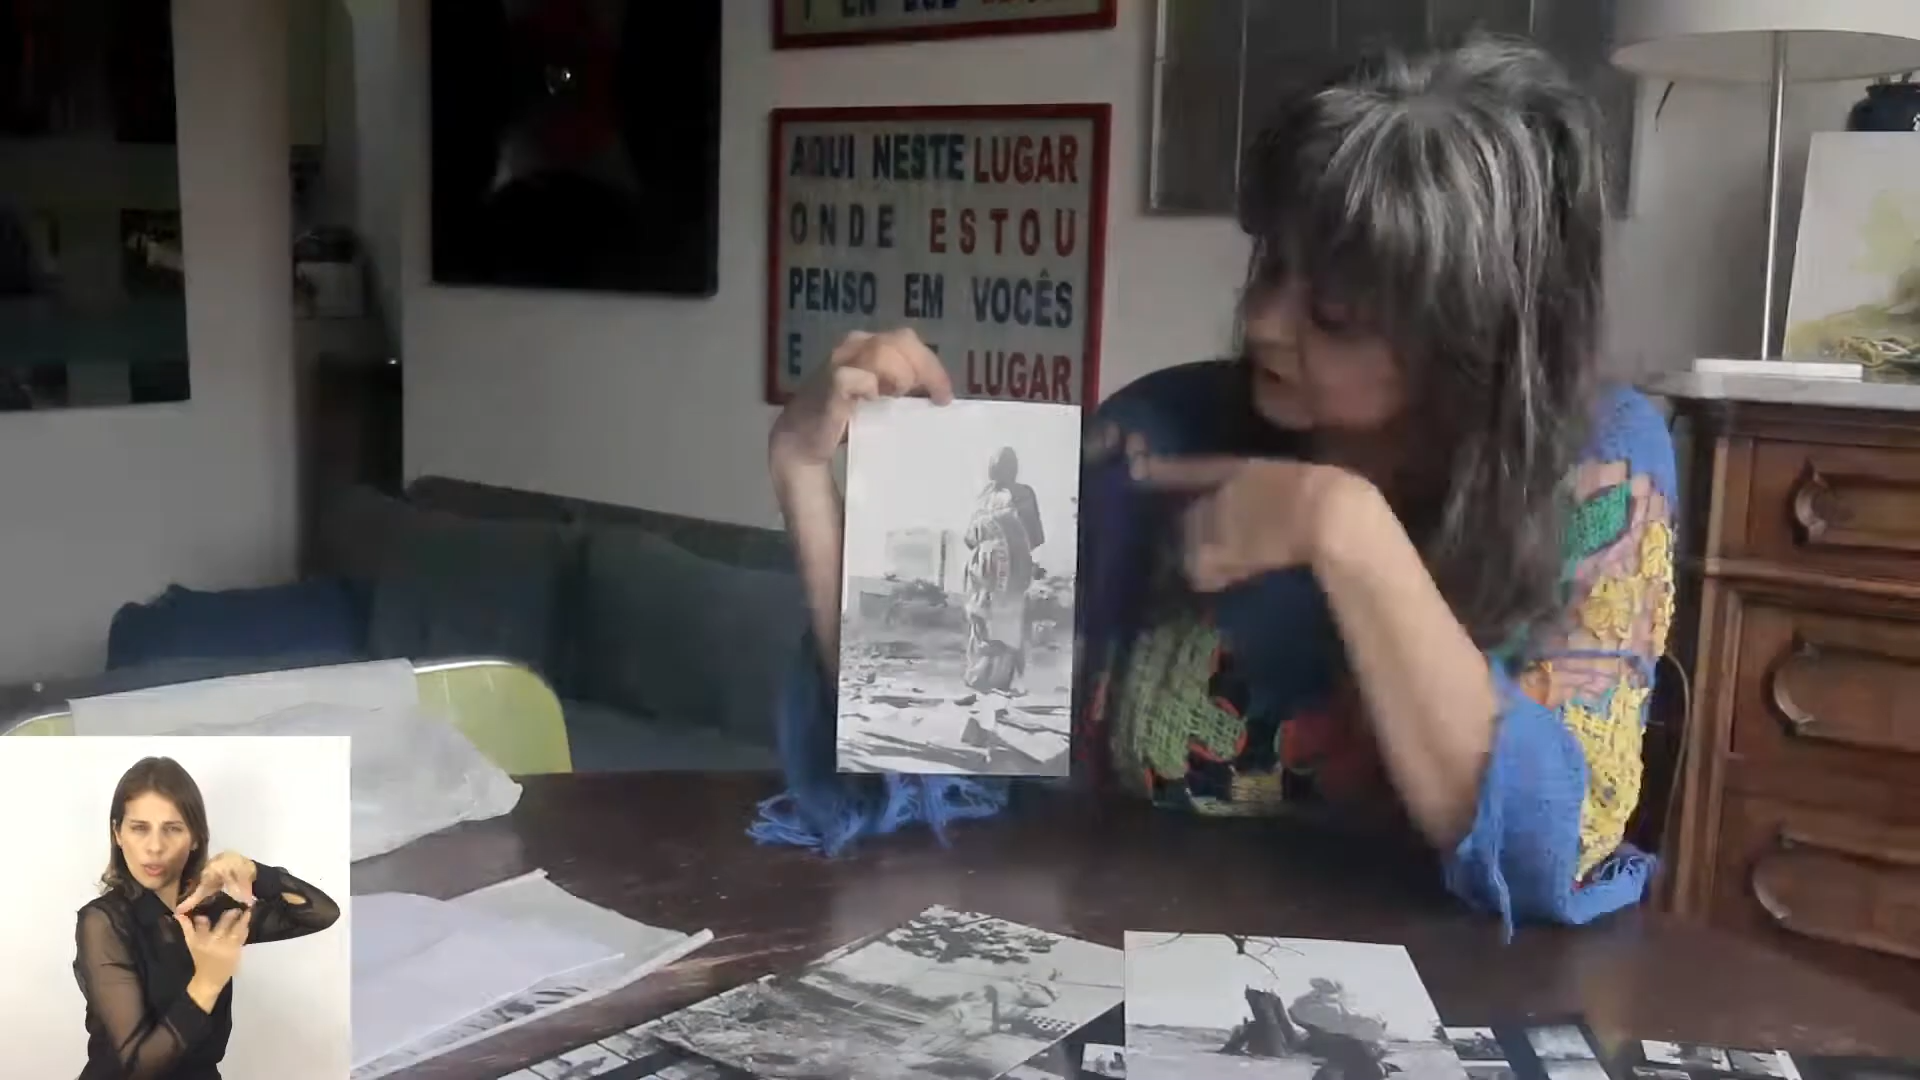 AQUI NESTE LUGAR
ONDE ESTOU
PENSO EM VOCÊS
E LUGAR